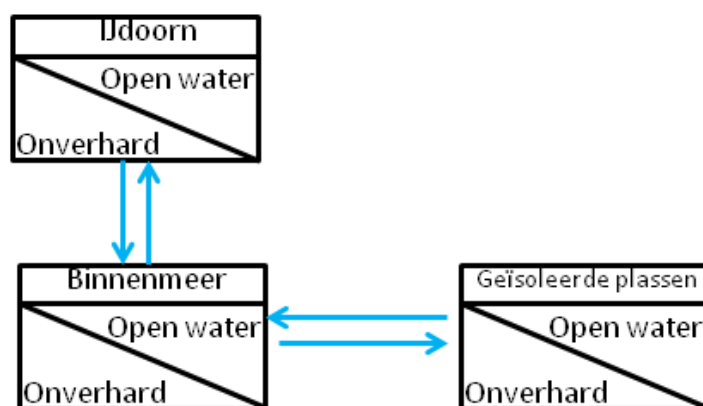 IJdoorn
Open water
Onverhard
Binnenmeer
Open water
Onverhard
Geïsoleerde plassen
Open water
Onverhard